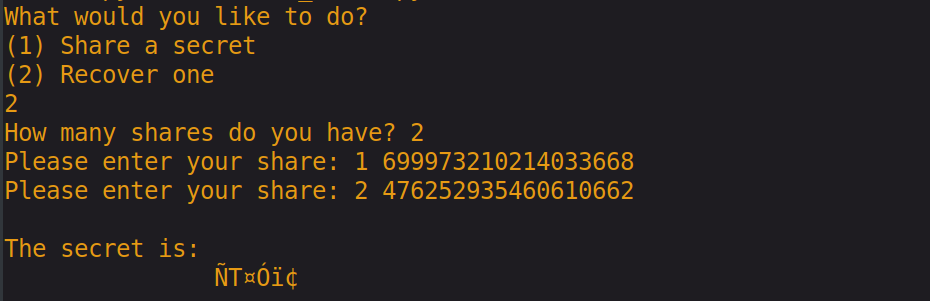 What would you like to do?
(1) Share a secret
(2) Recover one
2
How many shares do you have? 2
Please enter your share: 1 699973210214033668
Please enter your share: 2 476252935460610662
The secret is:
ÑT¤Óï¢